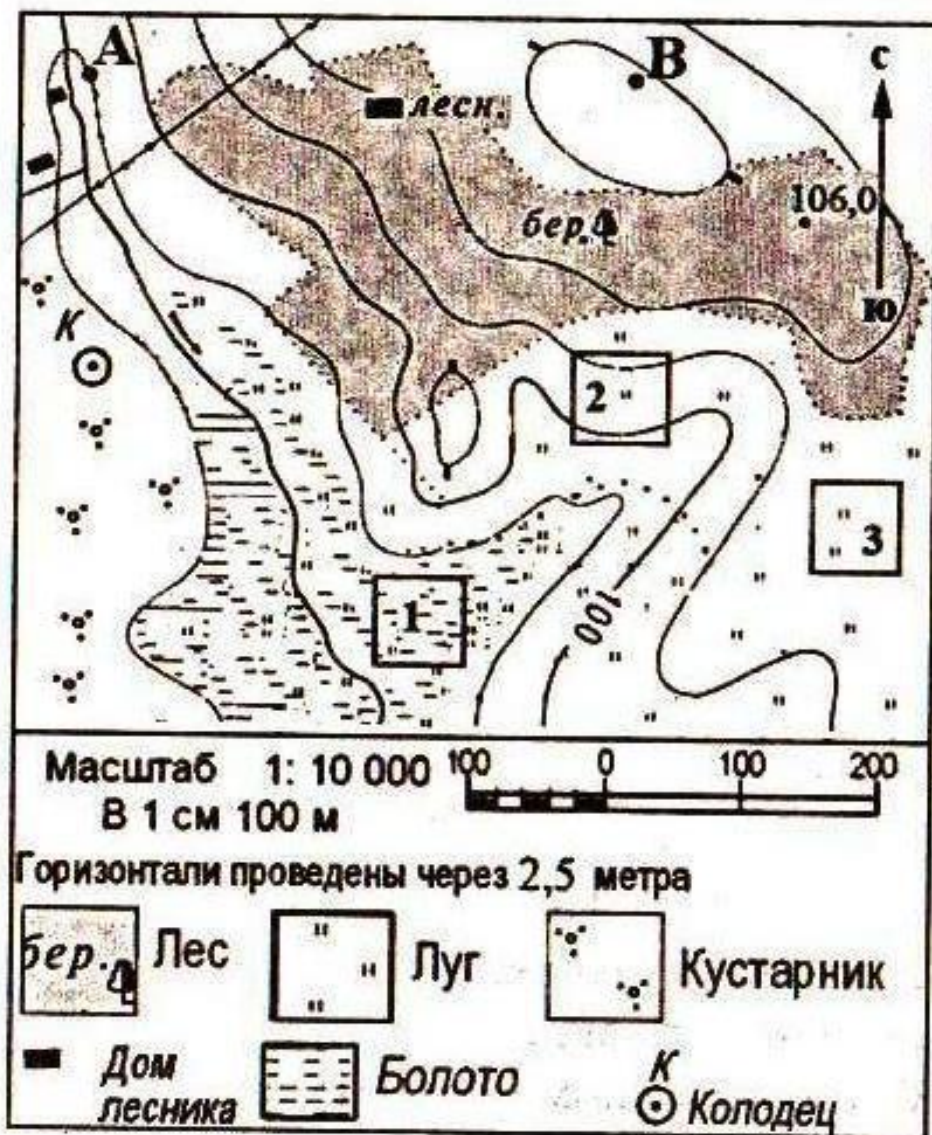 А
В
с
лесн.
106,0
бер.
ю
К
2
3
1
100
Масштаб 1: 10 000
В 1 см 100 м
100 0 100 200
Горизонтали проведены через 2,5 метра
бер. Лес
Луг
Кустарник
Дом
лесника
Болото
К
Колодец